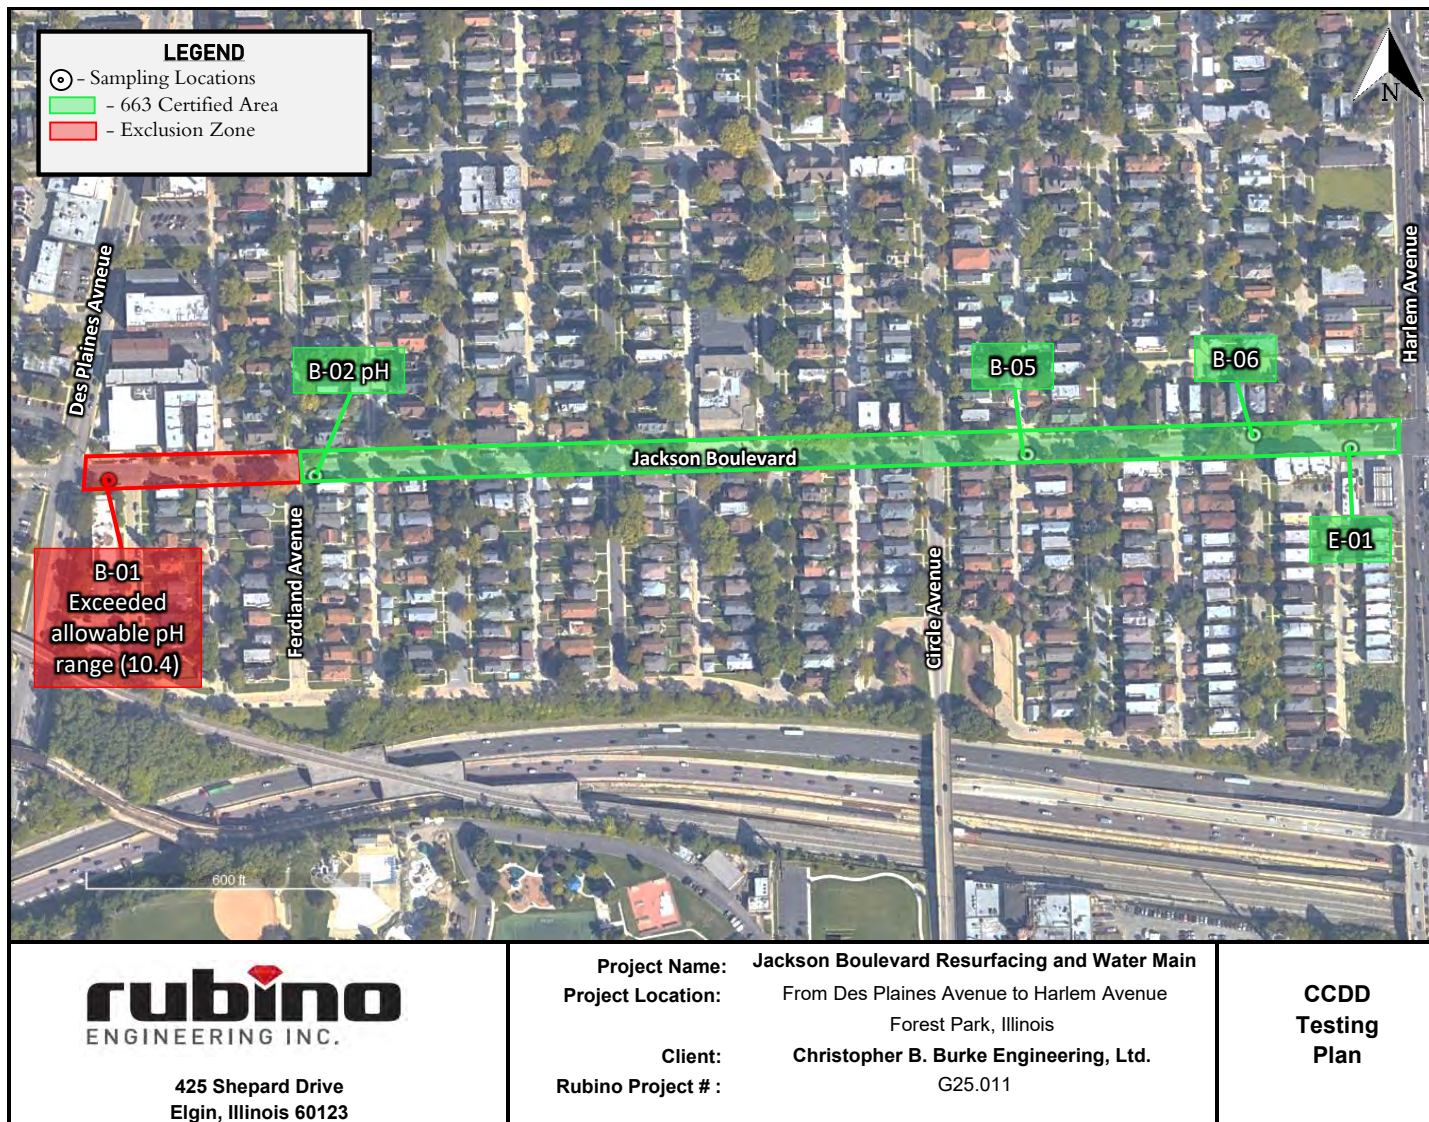 LEGEND
- Sampling Locations
- 663 Certified Area
- Exclusion Zone
N
Des Plaines Avneue
Harlem Avenue
B-02 pH
B-05
B-06
Jackson Boulevard
B-01
Exceeded
allowable pH
range (10.4)
Ferdiand Avenue
Circle Avenue
E-01
600 ft
rubino
ENGINEERING INC.
425 Shepard Drive
Elgin, Illinois 60123
Project Name: Jackson Boulevard Resurfacing and Water Main
Project Location: From Des Plaines Avenue to Harlem Avenue
Forest Park, Illinois
Client: Christopher B. Burke Engineering, Ltd.
Rubino Project # : G25.011
CCDD
Testing
Plan